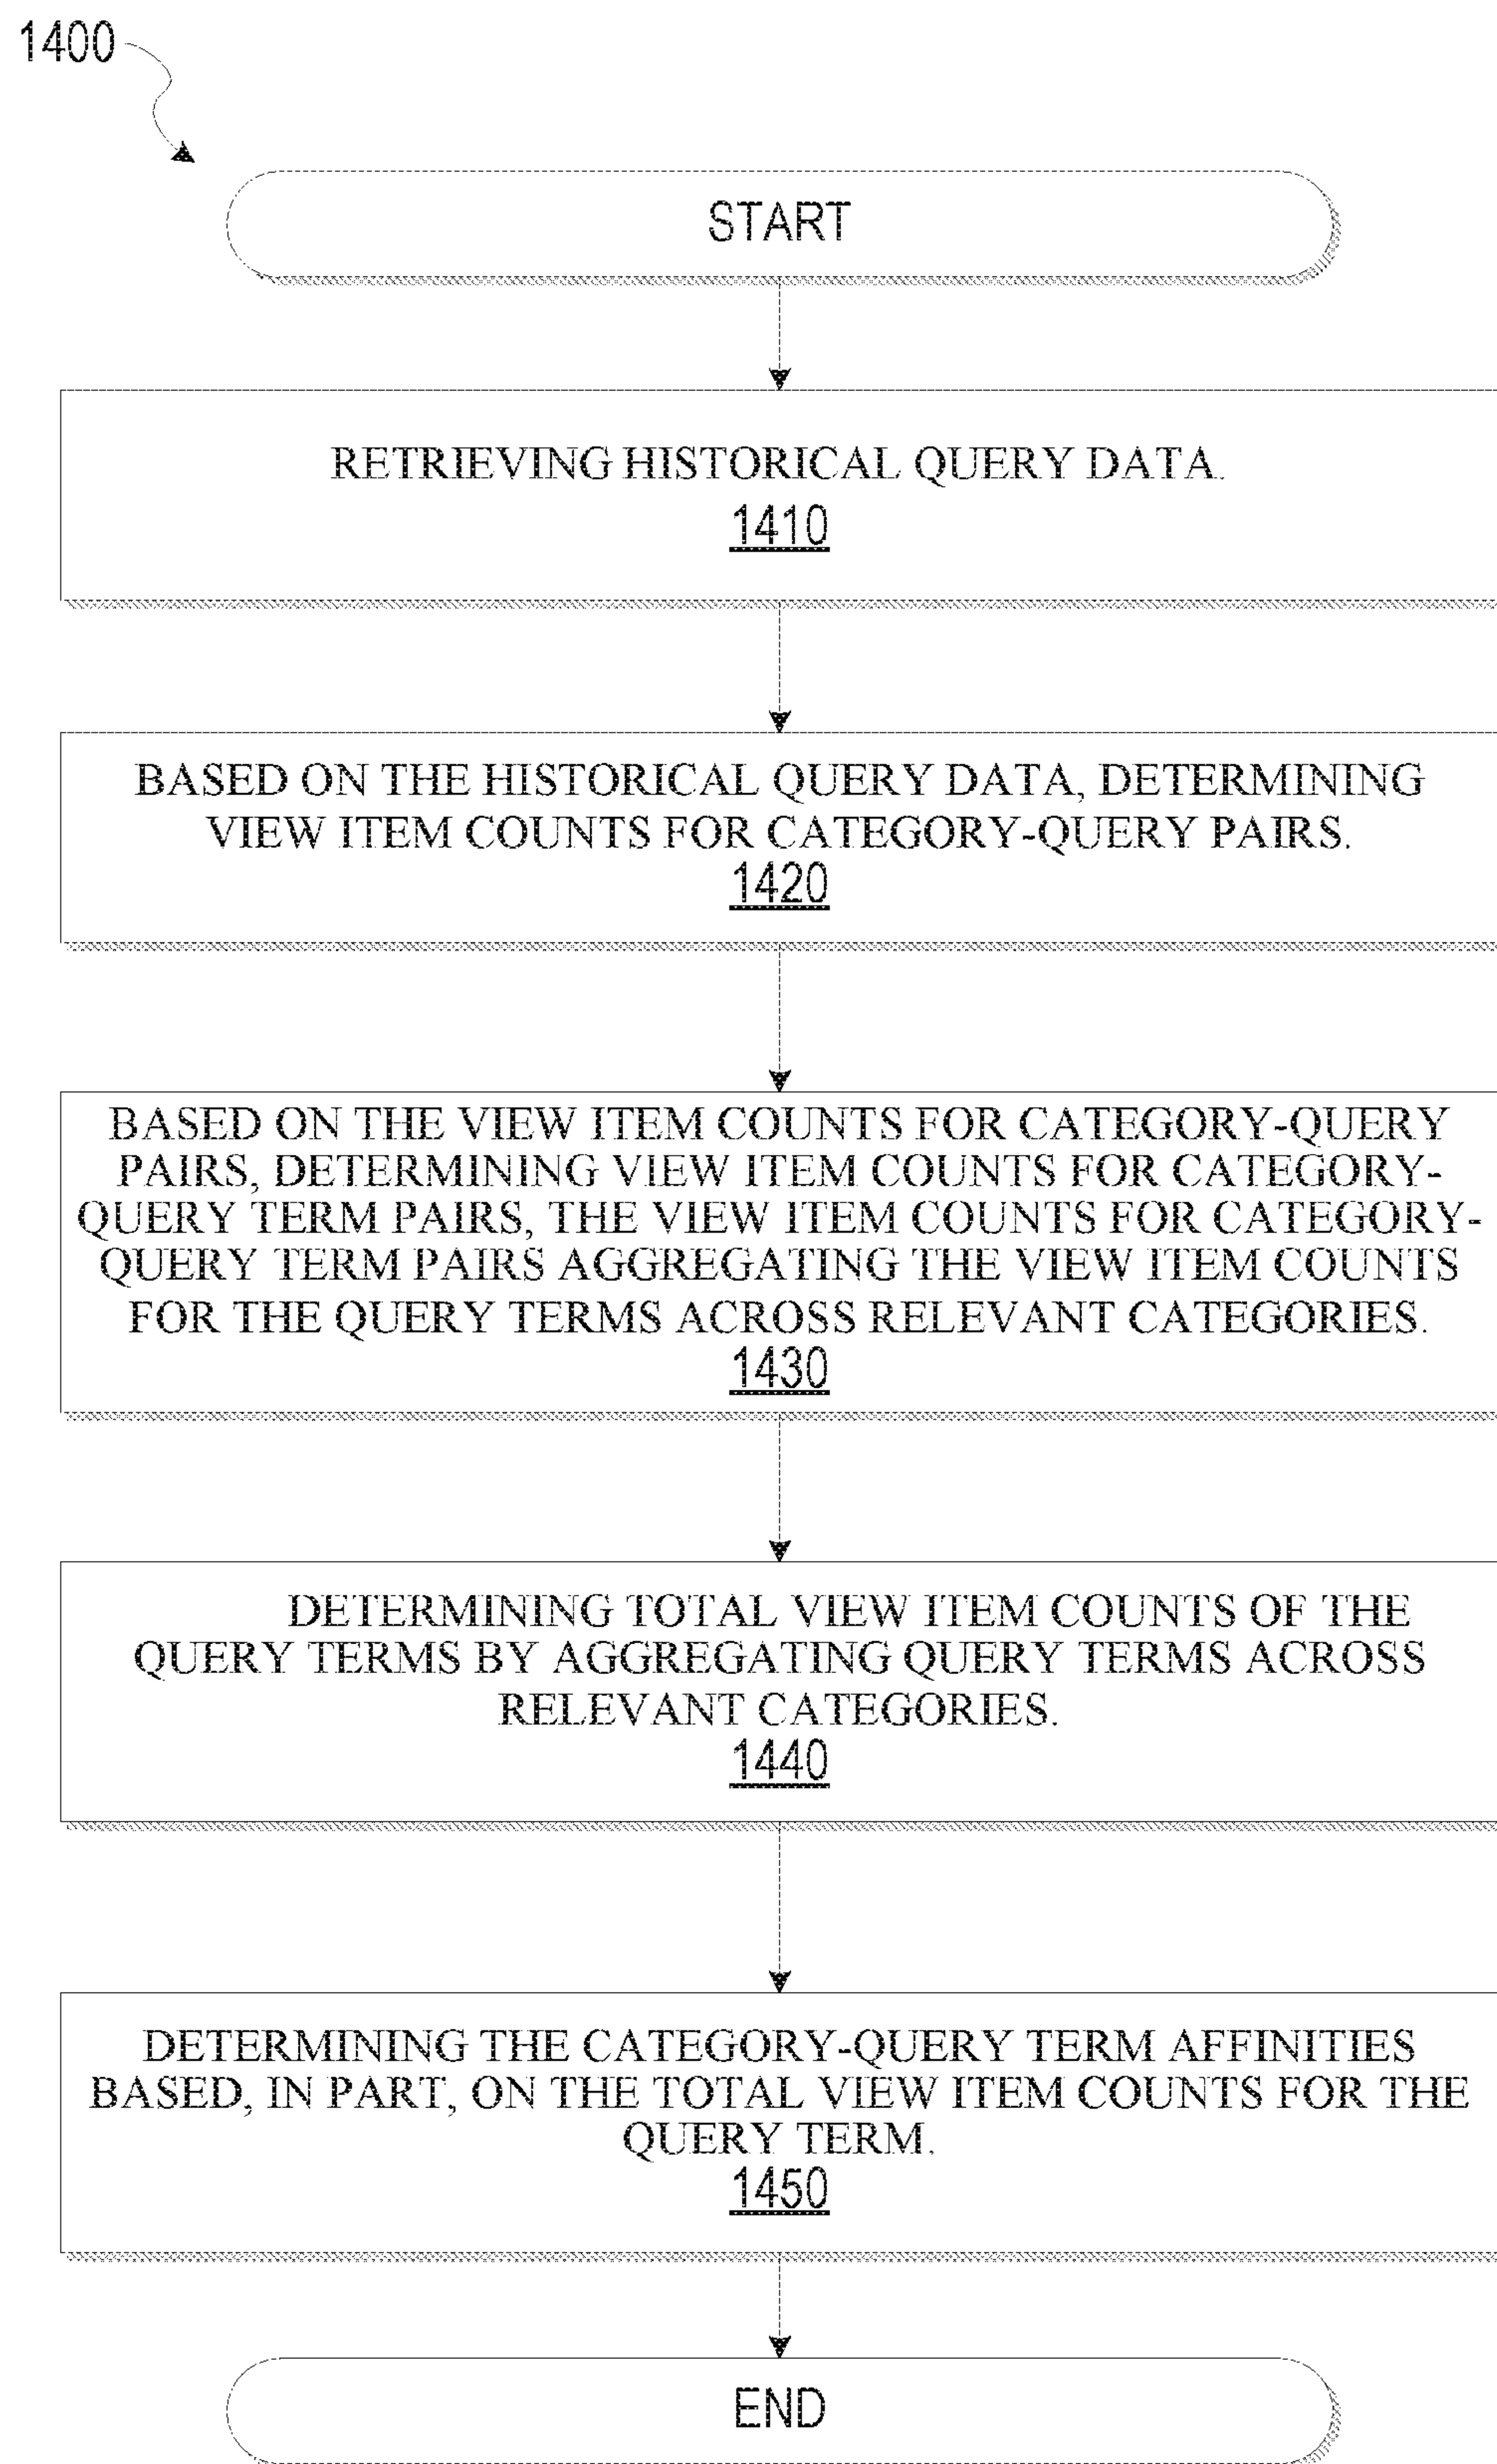 1400
START
RETRIEVING HISTORICAL QUERY DATA.
1410
BASED ON THE HISTORICAL QUERY DATA, DETERMINING
VIEW ITEM COUNTS FOR CATEGORY-QUERY PAIRS.
1420
BASED ON THE VIEW ITEM COUNTS FOR CATEGORY-QUERY
PAIRS, DETERMINING VIEW ITEM COUNTS FOR CATEGORY-
QUERY TERM PAIRS, THE VIEW ITEM COUNTS FOR CATEGORY-
QUERY TERM PAIRS AGGREGATING THE VIEW ITEM COUNTS
FOR THE QUERY TERMS ACROSS RELEVANT CATEGORIES.
1430
DETERMINING TOTAL VIEW ITEM COUNTS OF THE
QUERY TERMS BY AGGREGATING QUERY TERMS ACROSS
RELEVANT CATEGORIES.
1440
DETERMINING THE CATEGORY-QUERY TERM AFFINITIES
BASED, IN PART, ON THE TOTAL VIEW ITEM COUNTS FOR THE
QUERY TERM.
1450
END